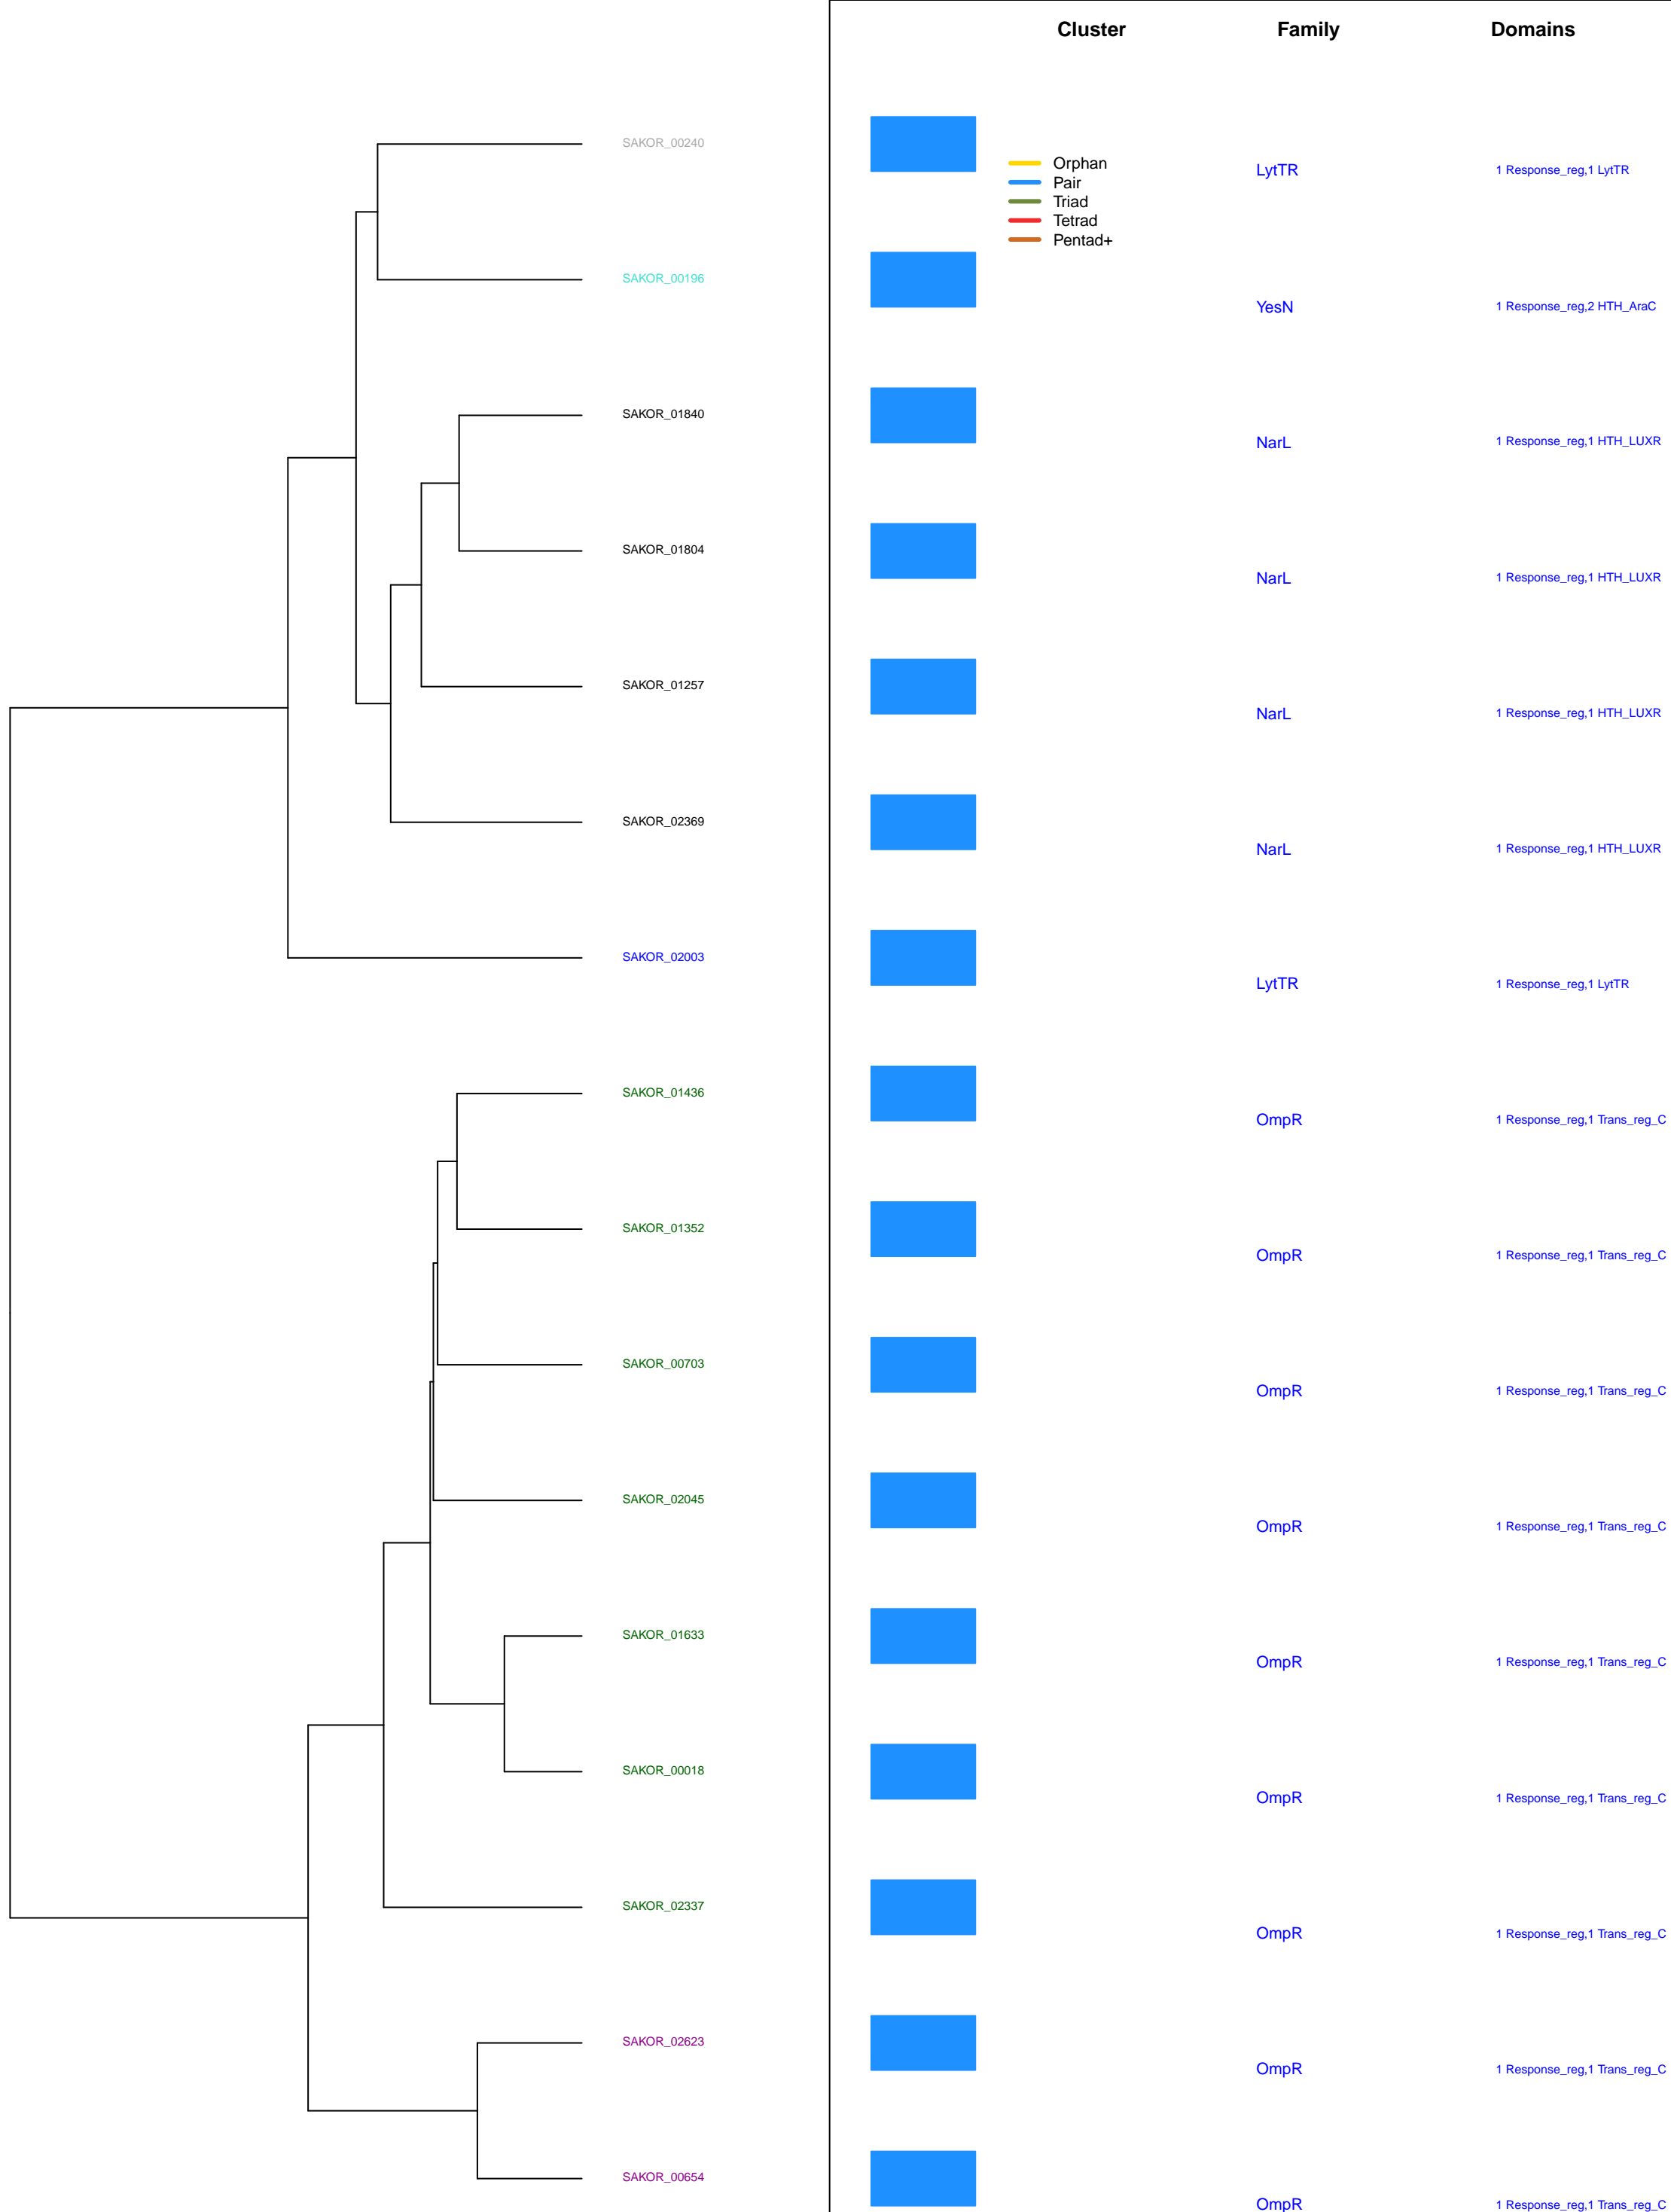 Cluster Family Domains
SAKOR_00240
Orphan
Pair
Triad
Tetrad
Pentad+
LytTR 1 Response_reg,1 LytTR
SAKOR_00196
YesN 1 Response_reg,2 HTH_AraC
SAKOR_01840
NarL 1 Response_reg,1 HTH_LUXR
SAKOR_01804
NarL 1 Response_reg,1 HTH_LUXR
SAKOR_01257
NarL 1 Response_reg,1 HTH_LUXR
SAKOR_02369
NarL 1 Response_reg,1 HTH_LUXR
SAKOR_02003
LytTR 1 Response_reg,1 LytTR
SAKOR_01436
OmpR 1 Response_reg,1 Trans_reg_C
SAKOR_01352
OmpR 1 Response_reg,1 Trans_reg_C
SAKOR_00703
OmpR 1 Response_reg,1 Trans_reg_C
SAKOR_02045
OmpR 1 Response_reg,1 Trans_reg_C
SAKOR_01633
OmpR 1 Response_reg,1 Trans_reg_C
SAKOR_00018
OmpR 1 Response_reg,1 Trans_reg_C
SAKOR_02337
OmpR 1 Response_reg,1 Trans_reg_C
SAKOR_02623
OmpR 1 Response_reg,1 Trans_reg_C
SAKOR_00654
OmpR 1 Response_reg,1 Trans_reg_C